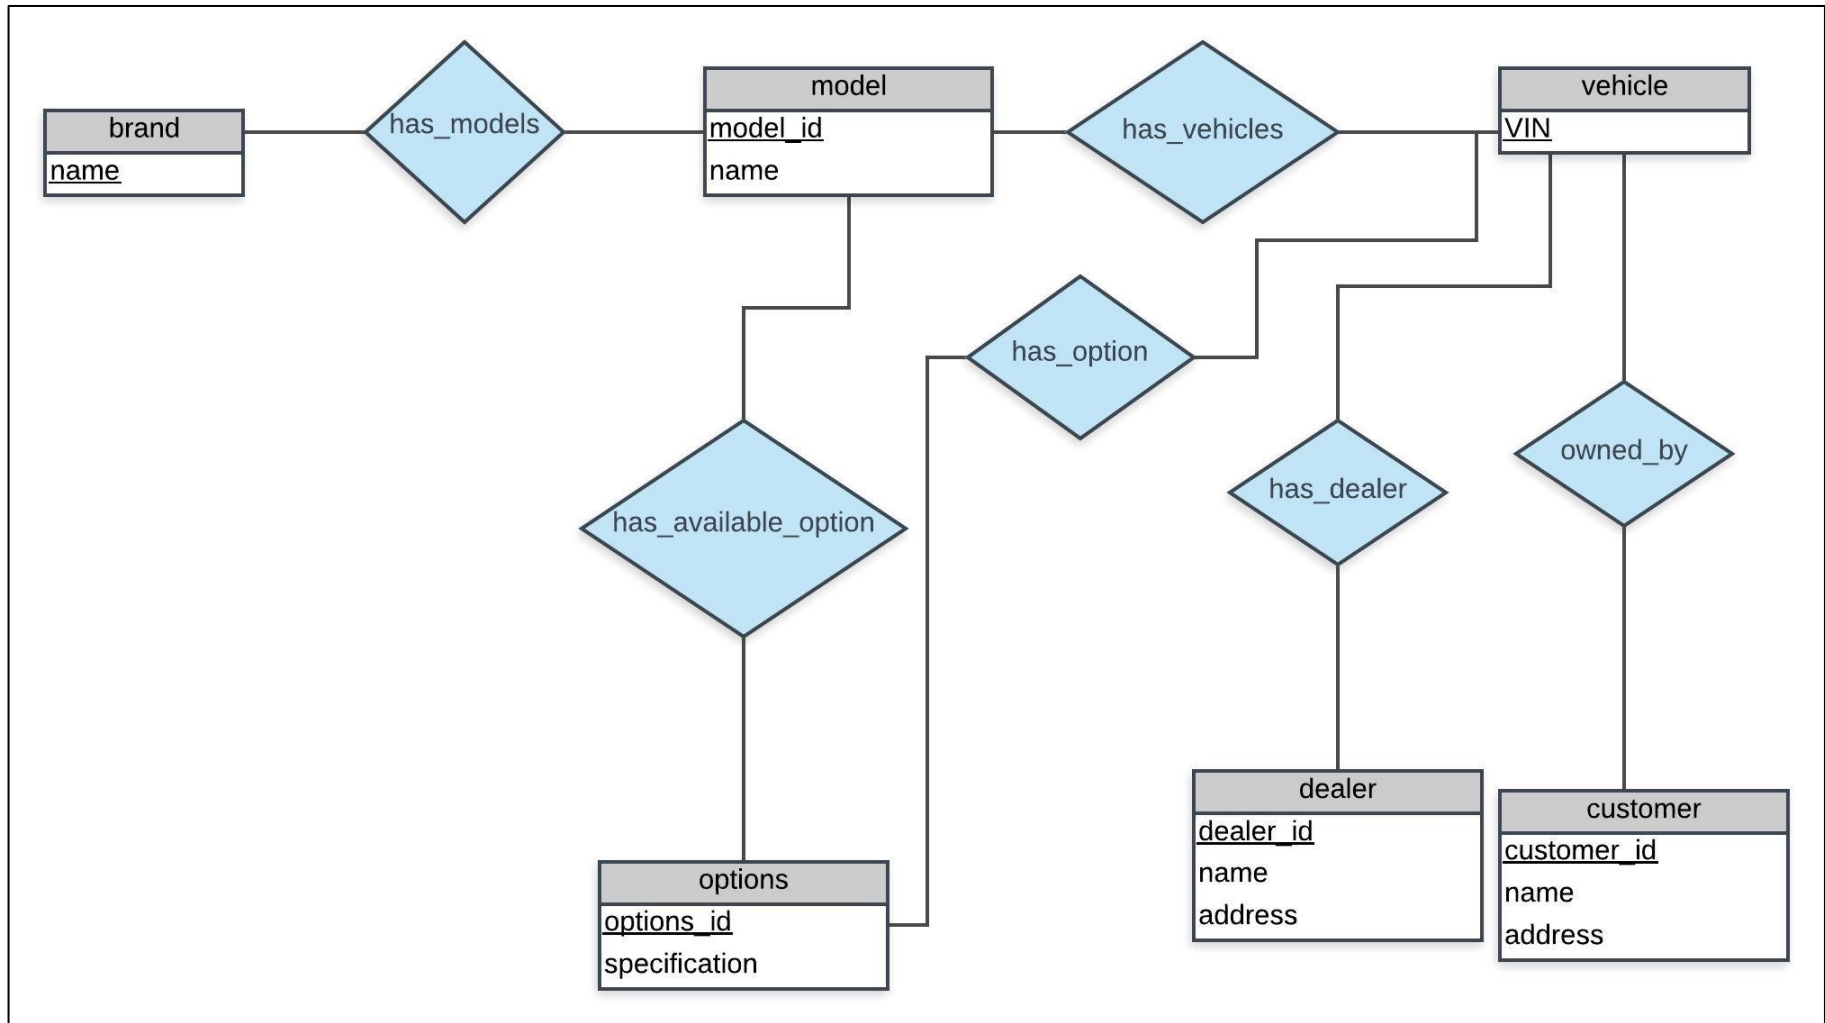 brand
name
has_models
model
model_id
name
has_vehicles
vehicle
VIN
has_option
has_available_option
has_dealer
owned_by
options
options_id
specification
dealer
dealer_id
name
address
customer
customer_id
name
address